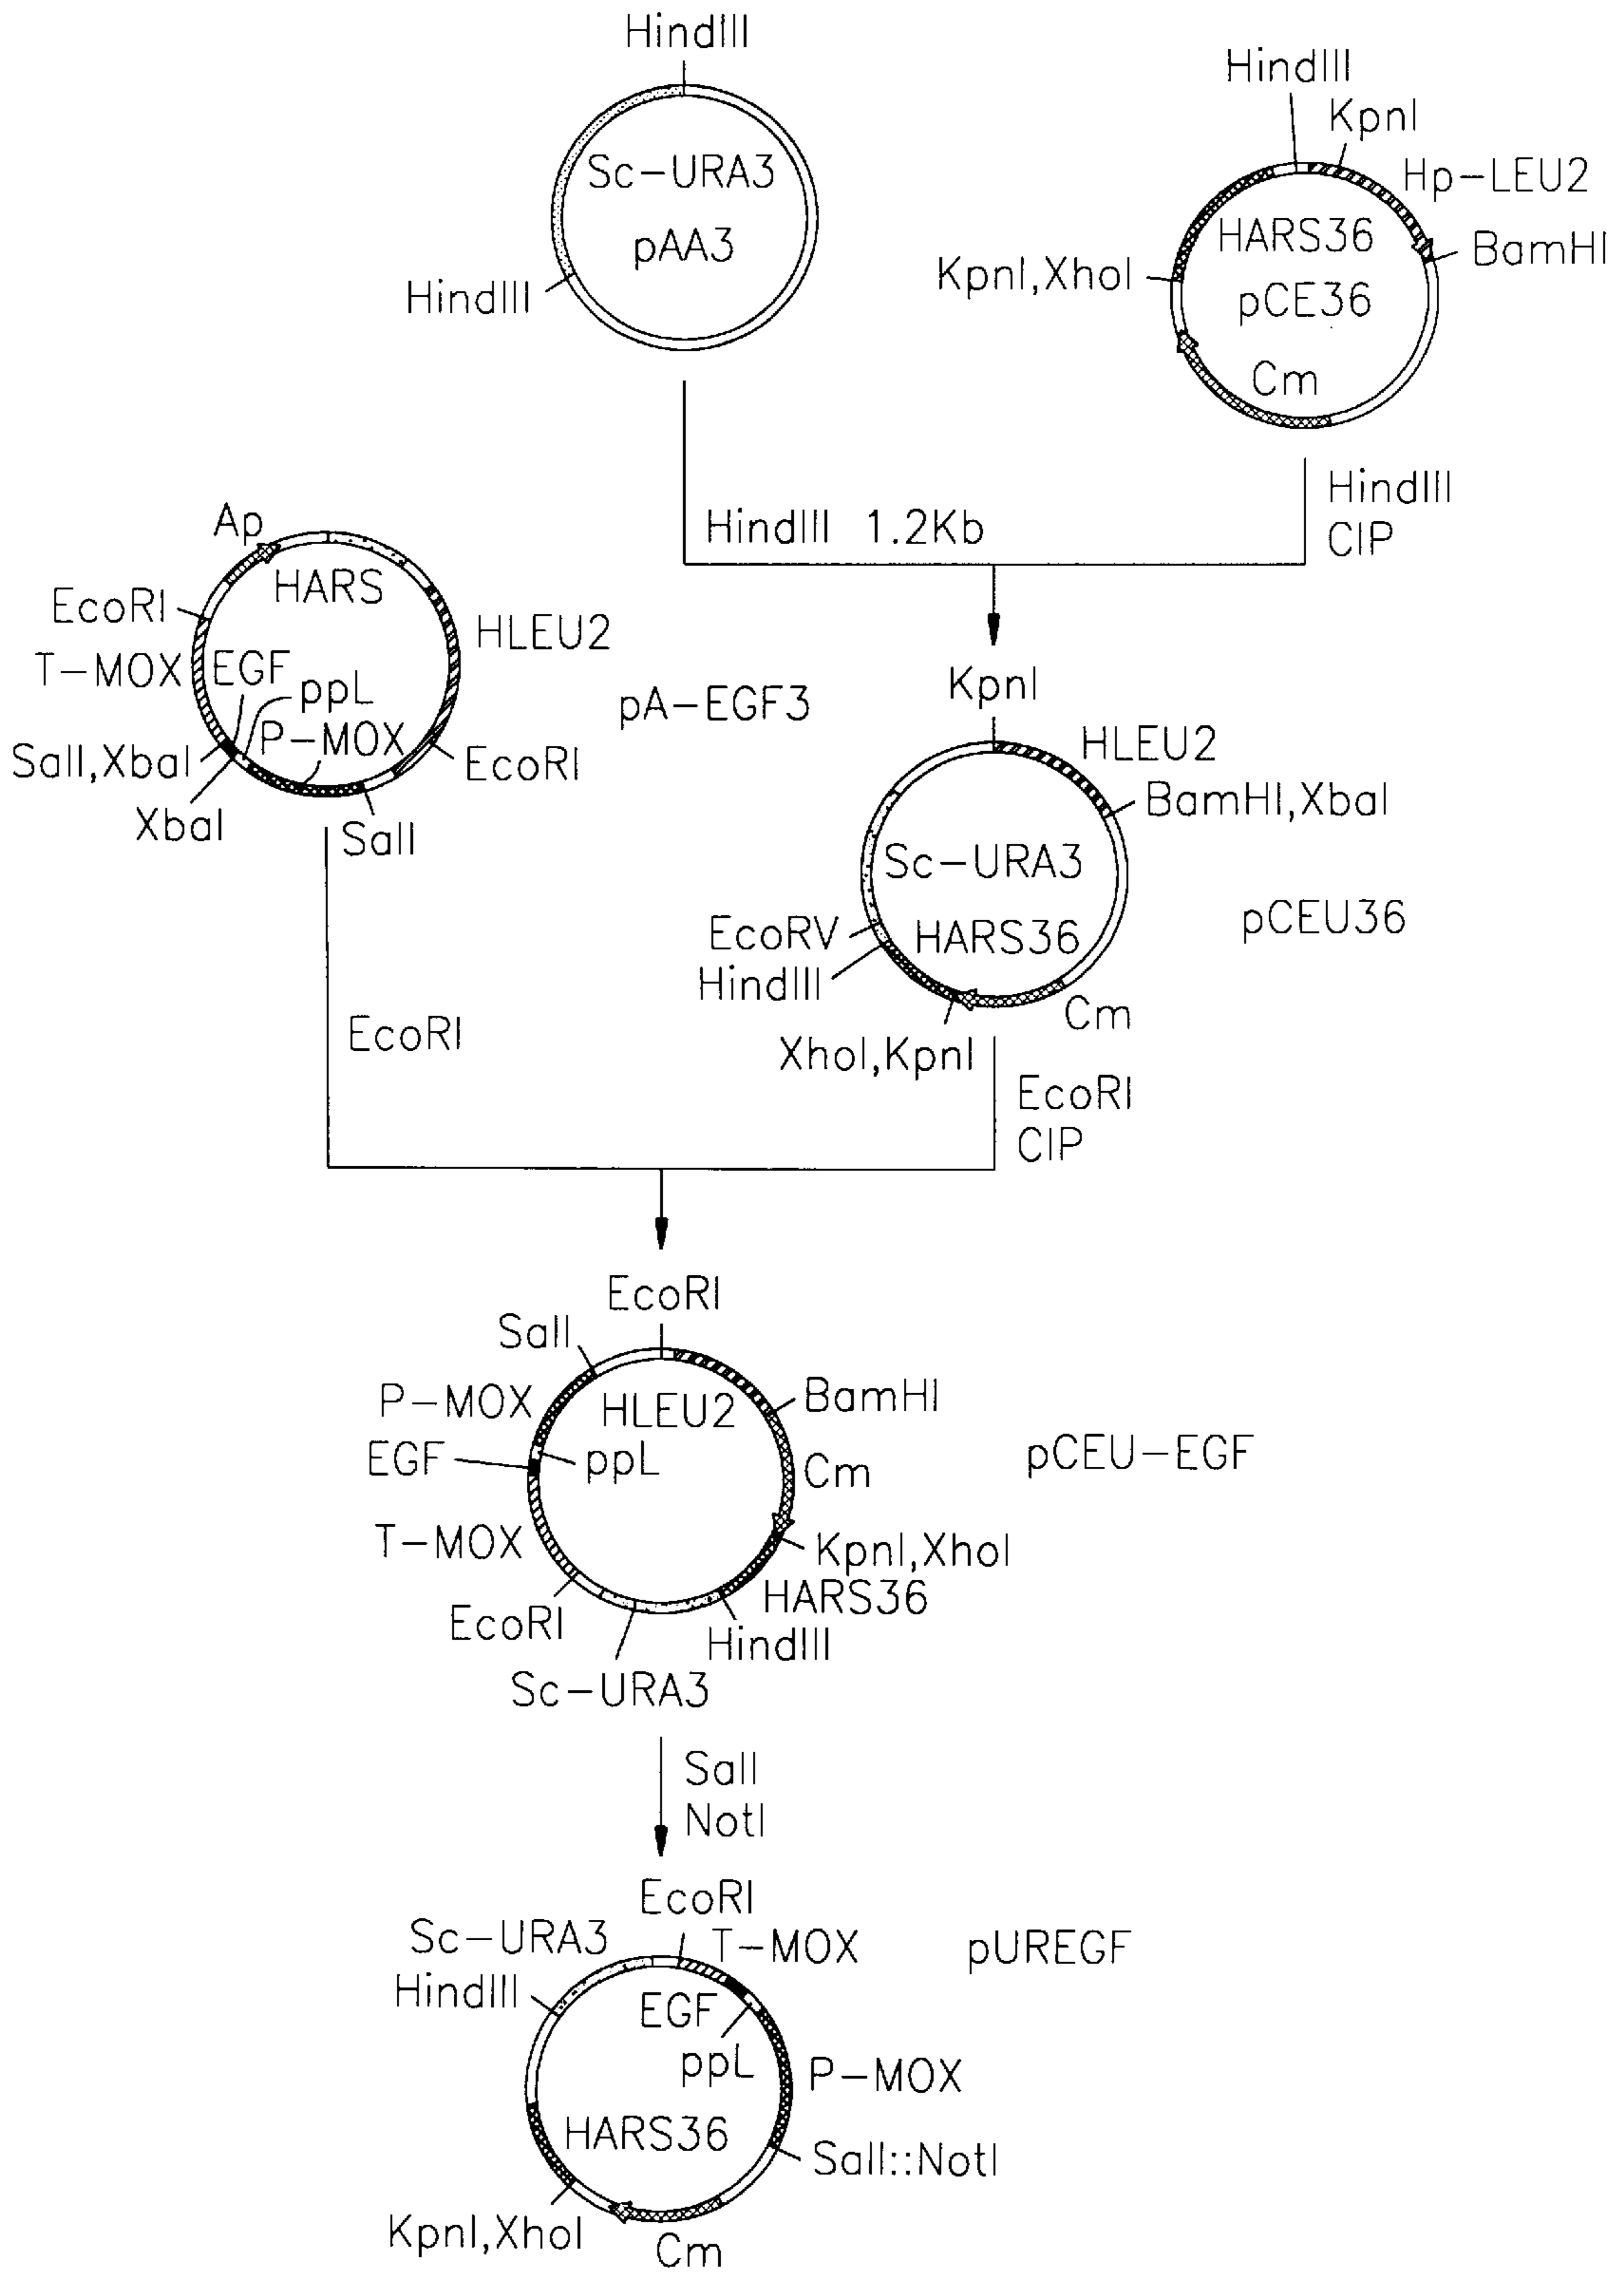 HindIII
Sc-URA3
pAA3
HindIII
HindIII
KpnI
Hp-LEU2
HARS36
BamHI
KpnI,XhoI
pCE36
Cm
HindIII 1.2Kb
HindIII
CIP
Ap
HARS
EcoRI
HLEU2
T-MOX
EGF
ppL
P-MOX
SalI,XbaI
EcoRI
XbaI
SalI
pA-EGF3
KpnI
HLEU2
BamHI,XbaI
Sc-URA3
pCEU36
EcoRV
HARS36
HindIII
Cm
XhoI,KpnI
EcoRI
EcoRI
CIP
EcoRI
SalI
P-MOX
HLEU2
BamHI
EGF
ppL
Cm
pCEU-EGF
T-MOX
KpnI,XhoI
HARS36
EcoRI
HindIII
Sc-URA3
SalI
NotI
EcoRI
Sc-URA3
T-MOX
pUREGF
HindIII
EGF
ppL
P-MOX
HARS36
SalI::NotI
KpnI,XhoI
Cm